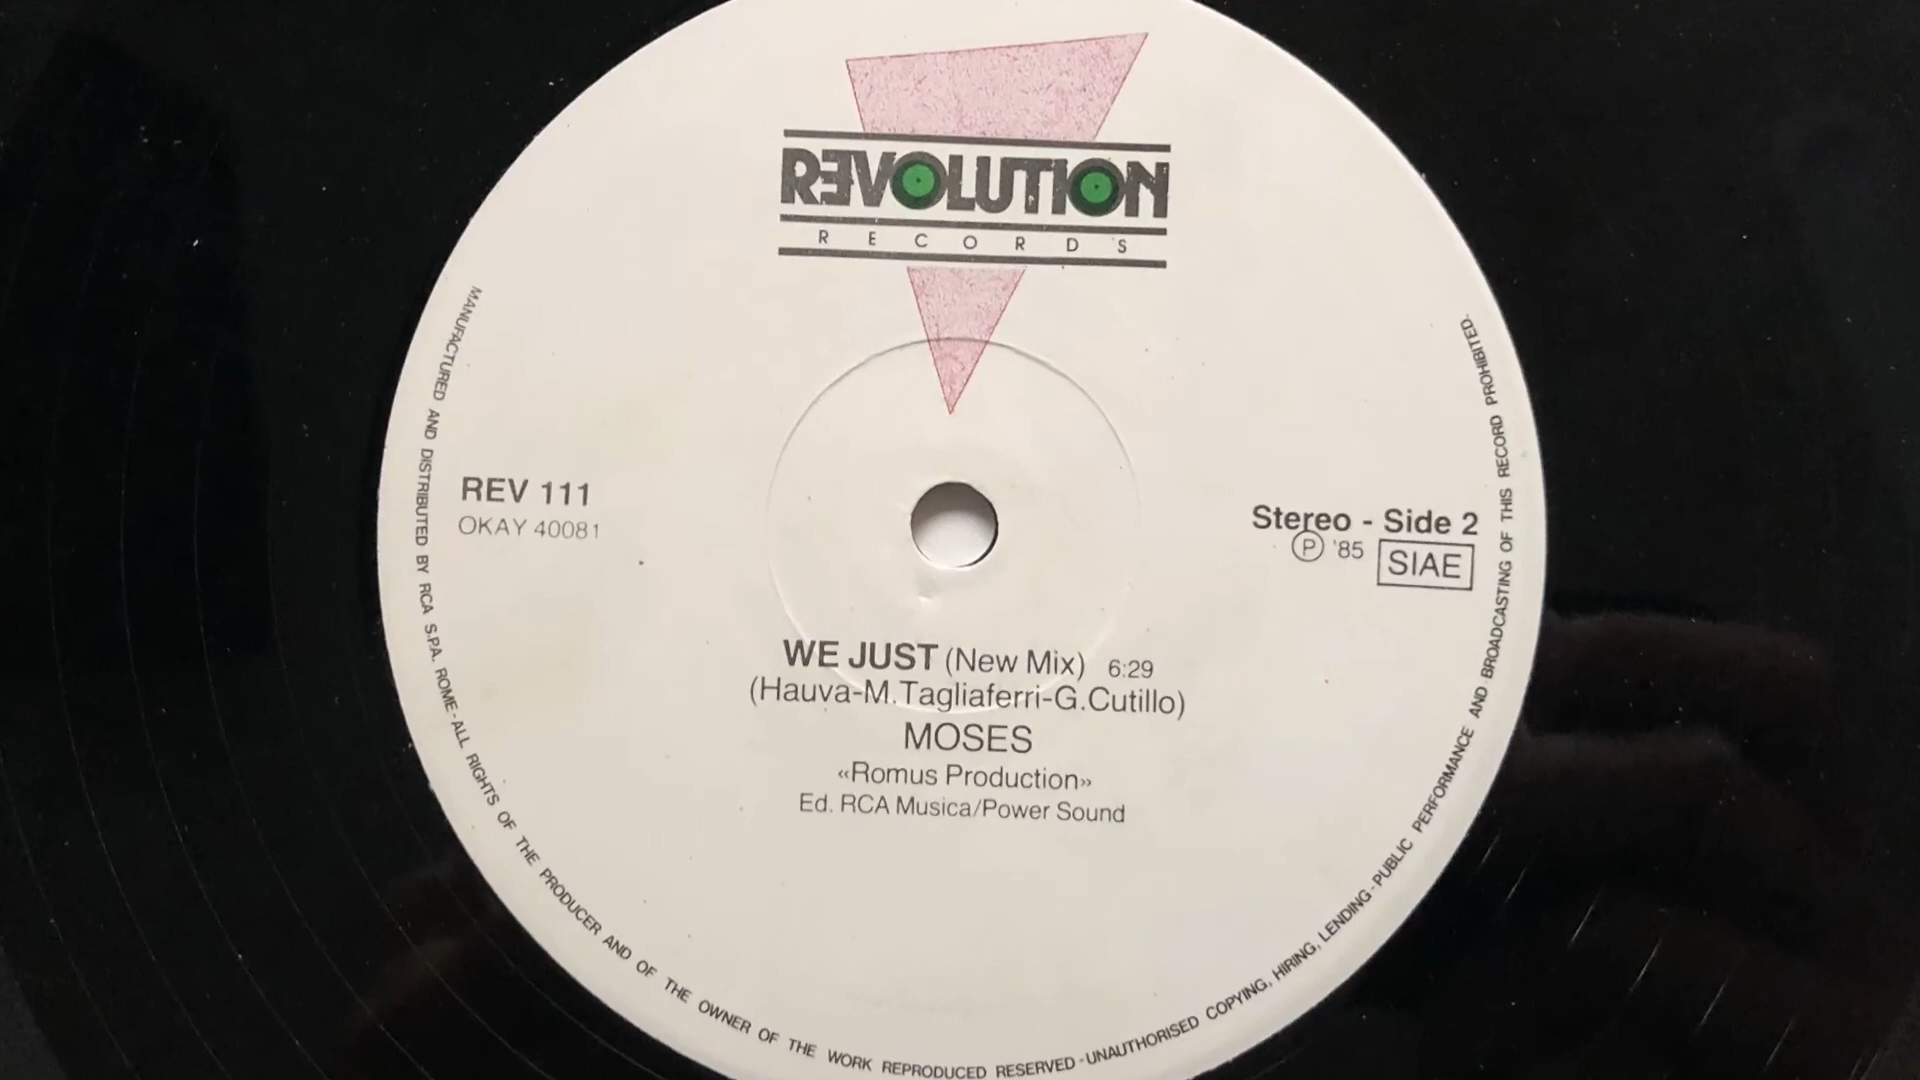 REVOLUTION
RECORDS
REV 111
OKAY 40081
Stereo - Side 2
Ⓟ '85 SIAE
WE JUST (New Mix) 6:29
(Hauva-M.Tagliaferri-G.Cutillo)
MOSES
«Romus Production»
Ed. RCA Musica/Power Sound
MANUFACTURED AND DISTRIBUTED BY RCA S.P.A. ROME-ALL RIGHTS OF THE PRODUCER AND OF THE OWNER OF THE WORK REPRODUCED RESERVED-UNAUTHORISED COPYING, HIRING, LENDING-PUBLIC PERFORMANCE AND BROADCASTING OF THIS RECORD PROHIBITED.